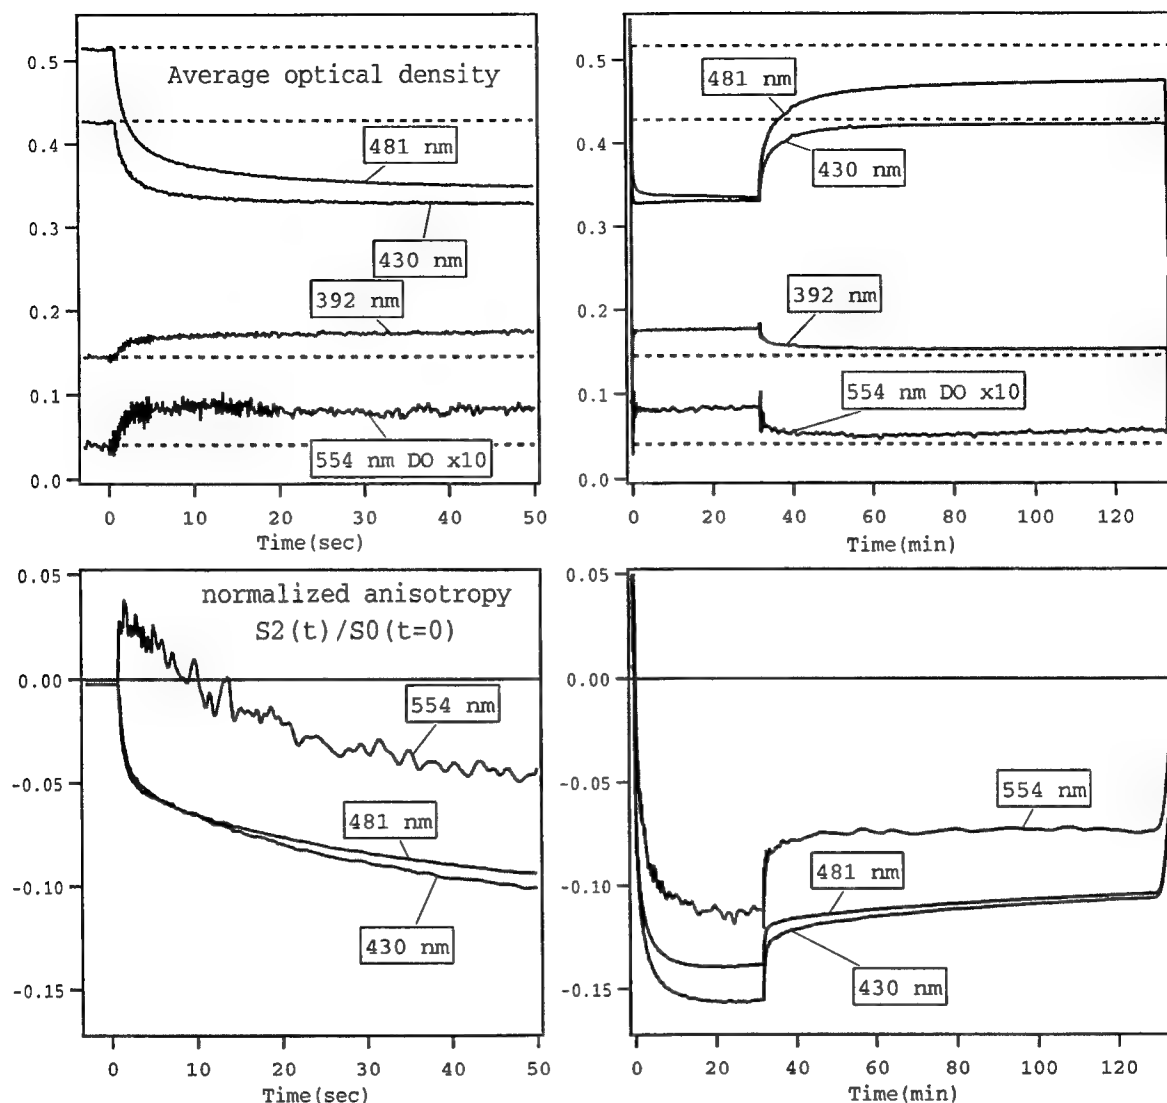 0.5
0.4
0.3
0.2
0.1
0.0
Average optical density
481 nm
430 nm
392 nm
554 nm DO x10
0 10 20 30 40 50
Time(sec)
0.5
0.4
0.3
0.2
0.1
0.0
481 nm
430 nm
392 nm
554 nm DO x10
0 20 40 60 80 100 120
Time(min)
0.05
0.00
-0.05
-0.10
-0.15
normalized anisotropy
S2(t)/S0(t=0)
554 nm
481 nm
430 nm
0 10 20 30 40 50
Time(sec)
0.05
0.00
-0.05
-0.10
-0.15
554 nm
481 nm
430 nm
0 20 40 60 80 100 120
Time(min)